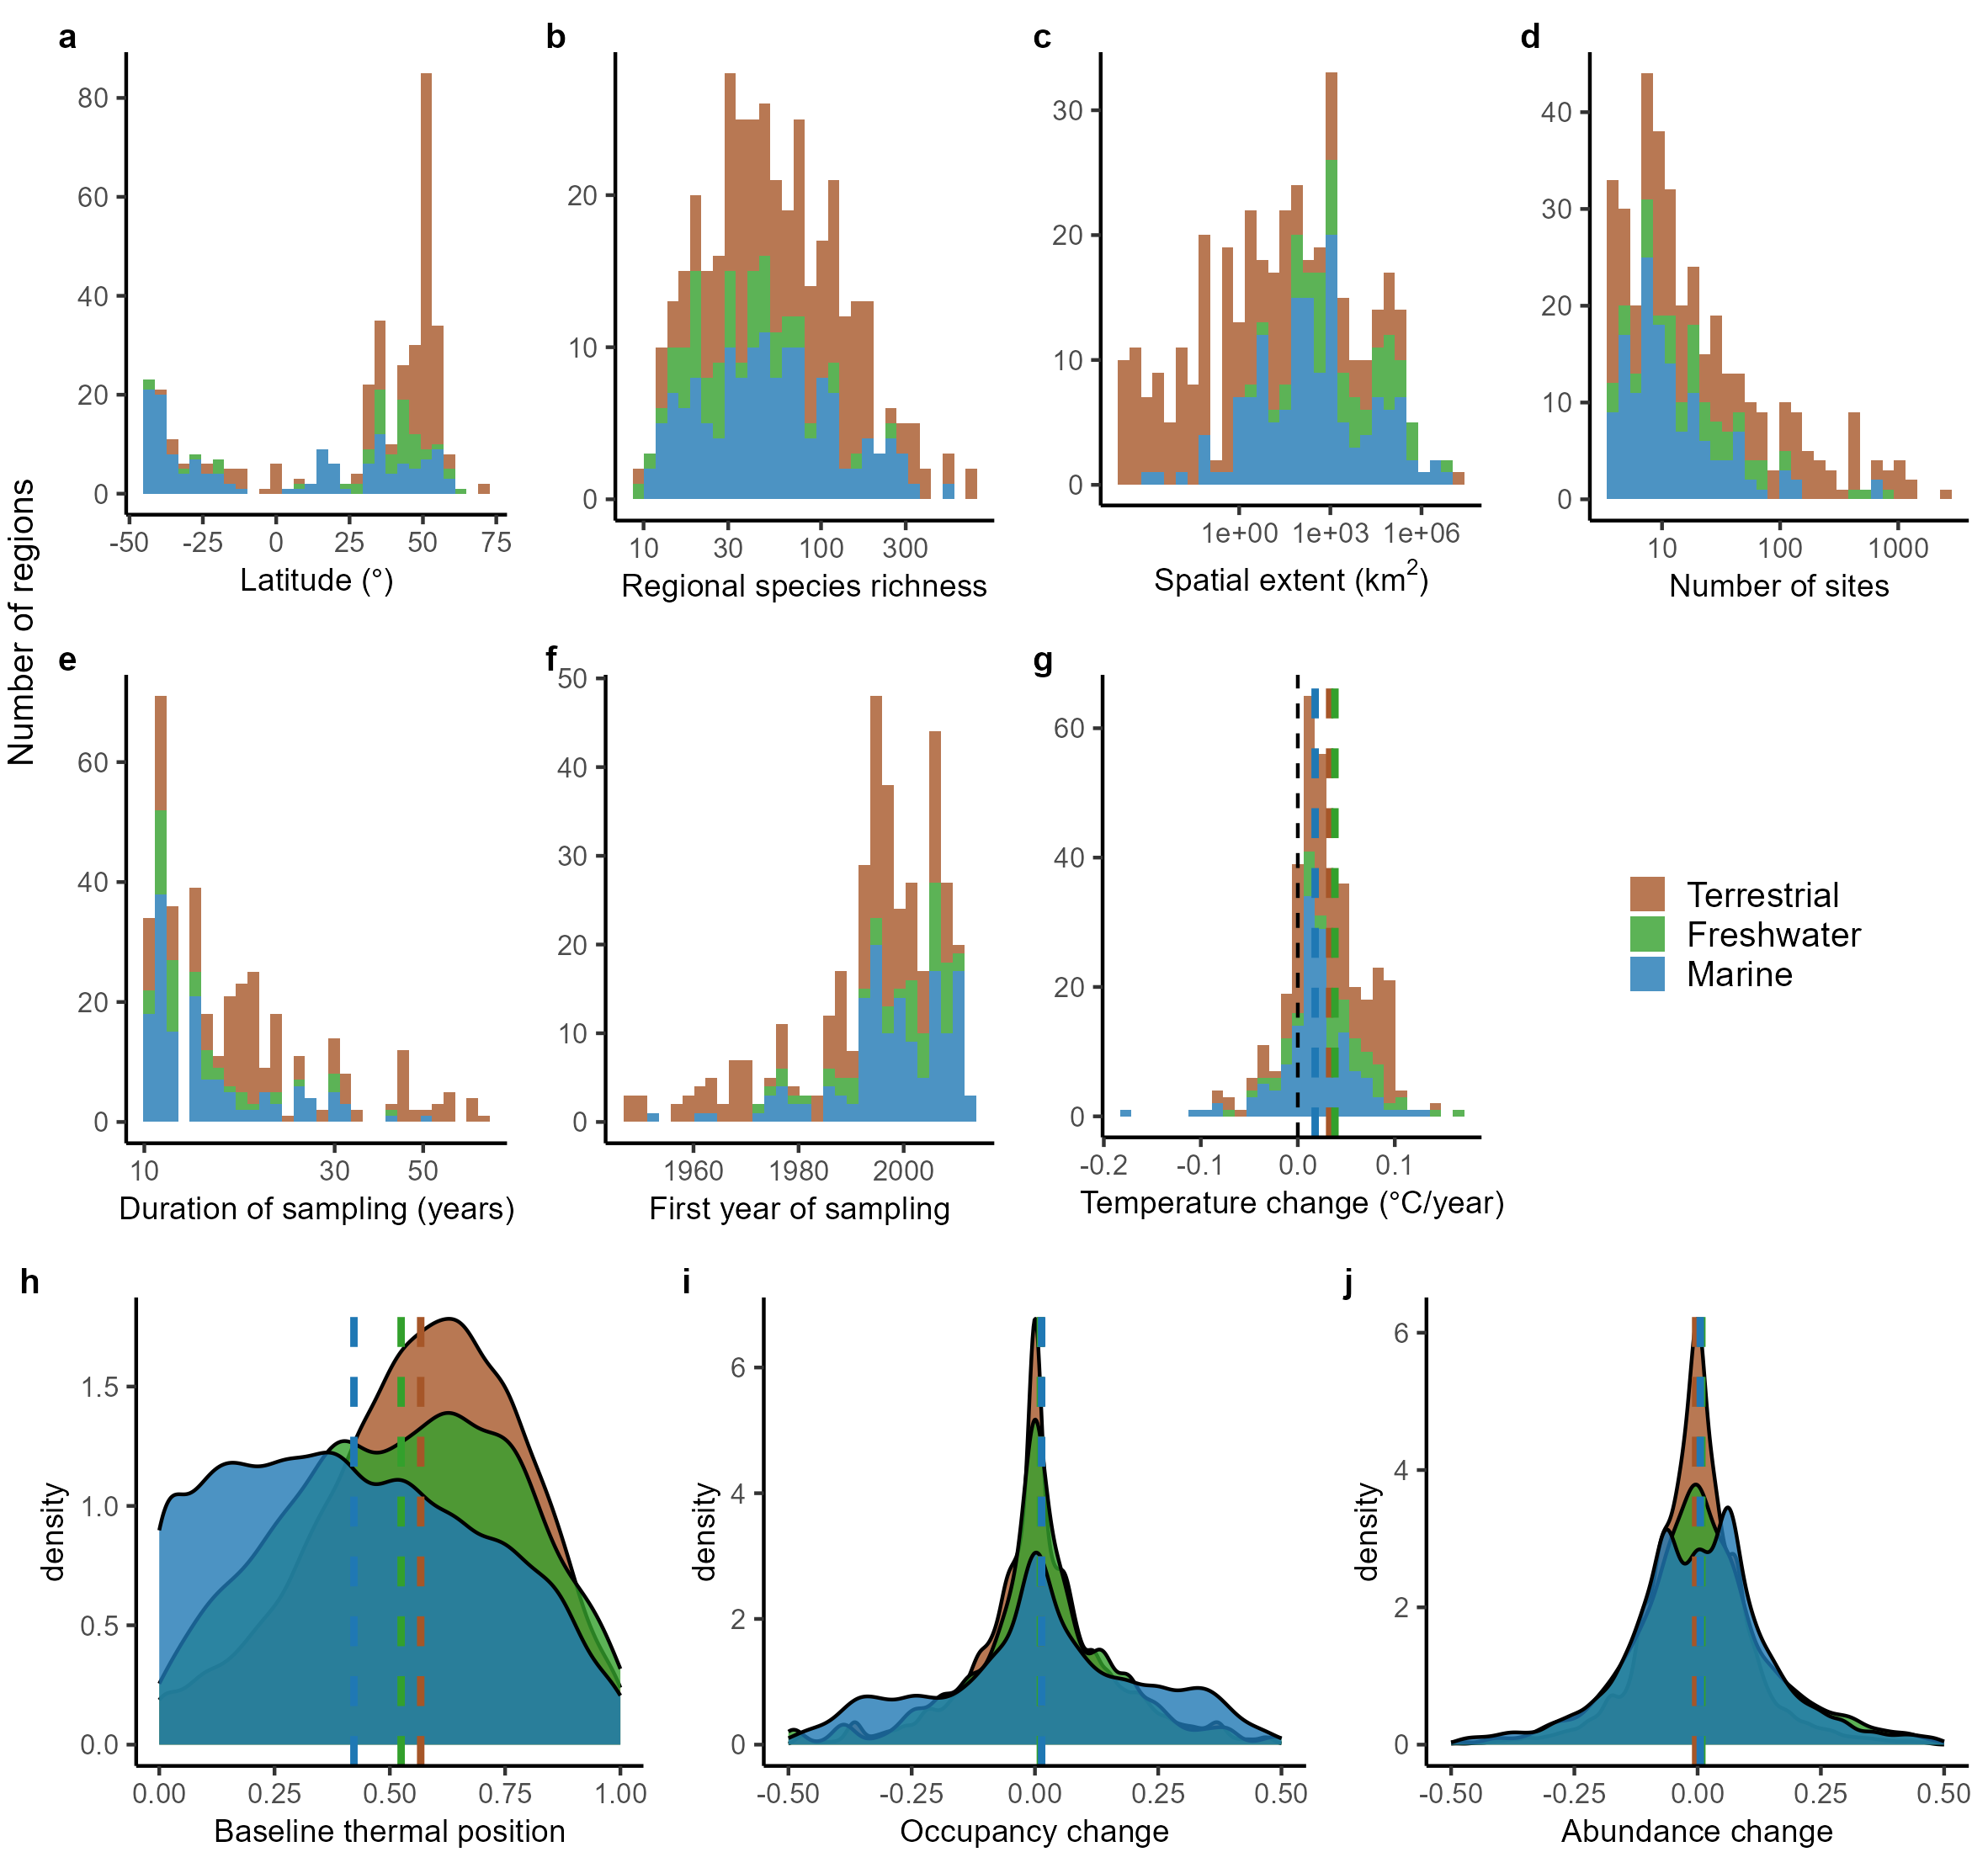 a
b
c
d
80
60
40
20
0
-50 -25 0 25 50 75
Latitude (°)
20
10
0
10 30 100 300
Regional species richness
30
20
10
0
1e+00 1e+03 1e+06
Spatial extent (km2)
40
30
20
10
0
10 100 1000
Number of sites
Number of regions
e
f
g
60
40
20
0
10 30 50
Duration of sampling (years)
50
40
30
20
10
0
1960 1980 2000
First year of sampling
60
40
20
0
-0.2 -0.1 0.0 0.1
Temperature change (°C/year)
Terrestrial
Freshwater
Marine
h
i
j
density
1.5
1.0
0.5
0.0
0.00 0.25 0.50 0.75 1.00
Baseline thermal position
density
6
4
2
0
-0.50 -0.25 0.00 0.25 0.50
Occupancy change
density
6
4
2
0
-0.50 -0.25 0.00 0.25 0.50
Abundance change